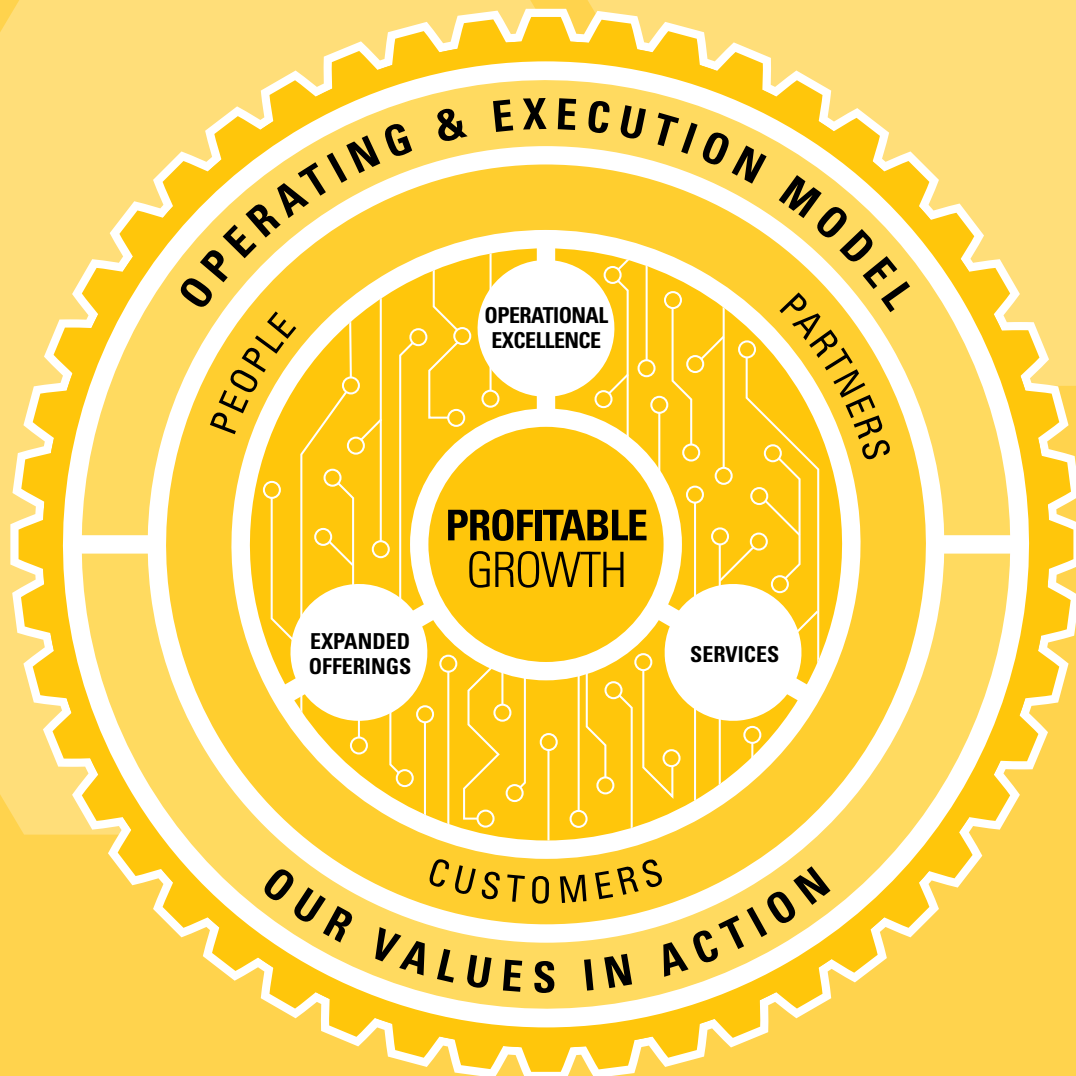 OPERATING & EXECUTION MODEL
PEOPLE
PARTNERS
OPERATIONAL
EXCELLENCE
PROFITABLE
GROWTH
EXPANDED
OFFERINGS
SERVICES
CUSTOMERS
OUR VALUES IN ACTION